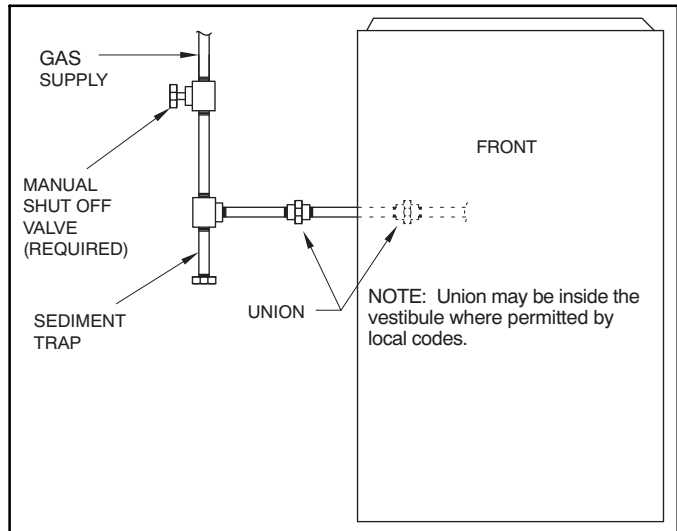 GAS
SUPPLY
FRONT
MANUAL
SHUT OFF
VALVE
(REQUIRED)
SEDIMENT
TRAP
UNION
NOTE: Union may be inside the
vestibule where permitted by
local codes.